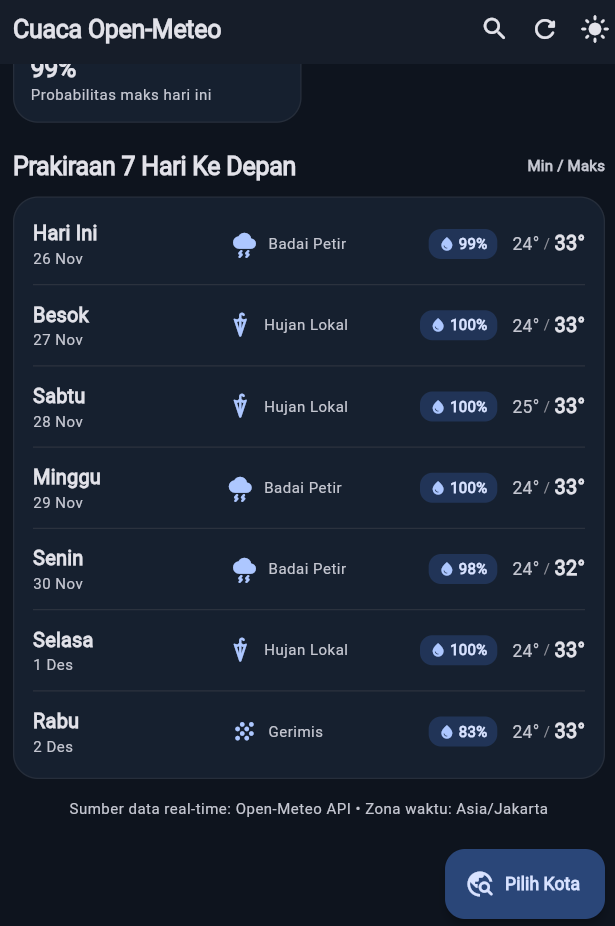 Cuaca Open-Meteo
99%
Probabilitas maks hari ini
Prakiraan 7 Hari Ke Depan Min / Maks
Hari Ini
26 Nov
Badai Petir 99% 24° / 33°
Besok
27 Nov
Hujan Lokal 100% 24° / 33°
Sabtu
28 Nov
Hujan Lokal 100% 25° / 33°
Minggu
29 Nov
Badai Petir 100% 24° / 33°
Senin
30 Nov
Badai Petir 98% 24° / 32°
Selasa
1 Des
Hujan Lokal 100% 24° / 33°
Rabu
2 Des
Gerimis 83% 24° / 33°
Sumber data real-time: Open-Meteo API • Zona waktu: Asia/Jakarta
Pilih Kota